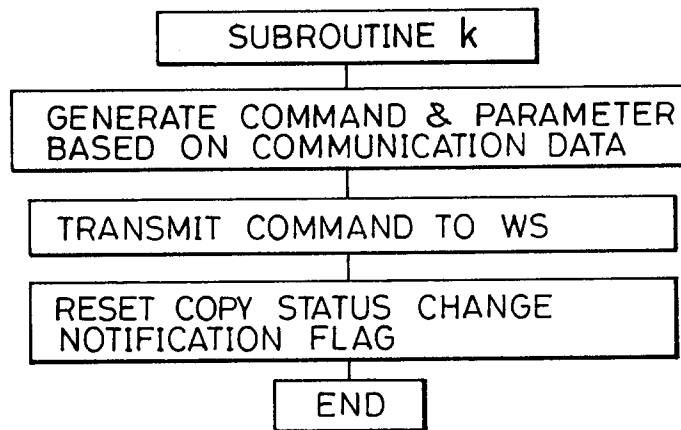 SUBROUTINE k
GENERATE COMMAND & PARAMETER
BASED ON COMMUNICATION DATA
TRANSMIT COMMAND TO WS
RESET COPY STATUS CHANGE
NOTIFICATION FLAG
END